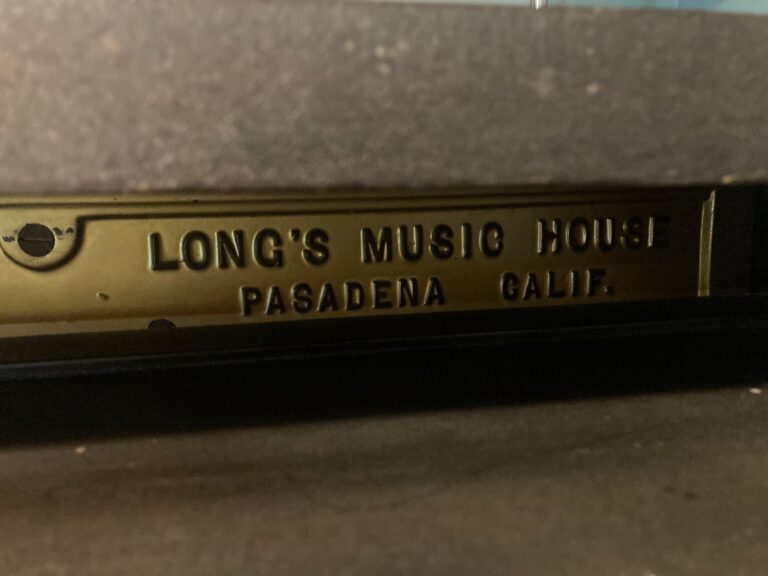 LONG'S MUSIC HOUSE
PASADENA CALIF.